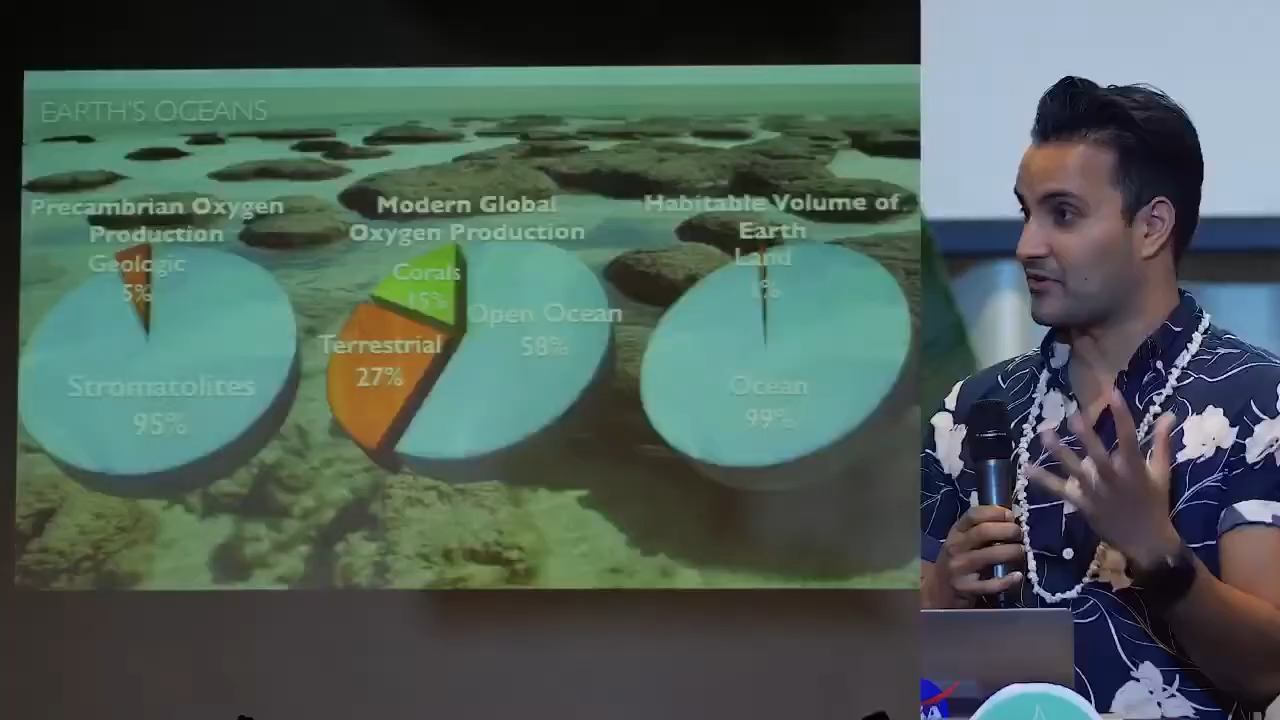 EARTH'S OCEANS
Precambrian Oxygen
Production
Geologic
5%
Stromatolites
95%
Modern Global
Oxygen Production
Corals
15%
Open Ocean
58%
Terrestrial
27%
Habitable Volume of
Earth
Land
1%
Ocean
99%